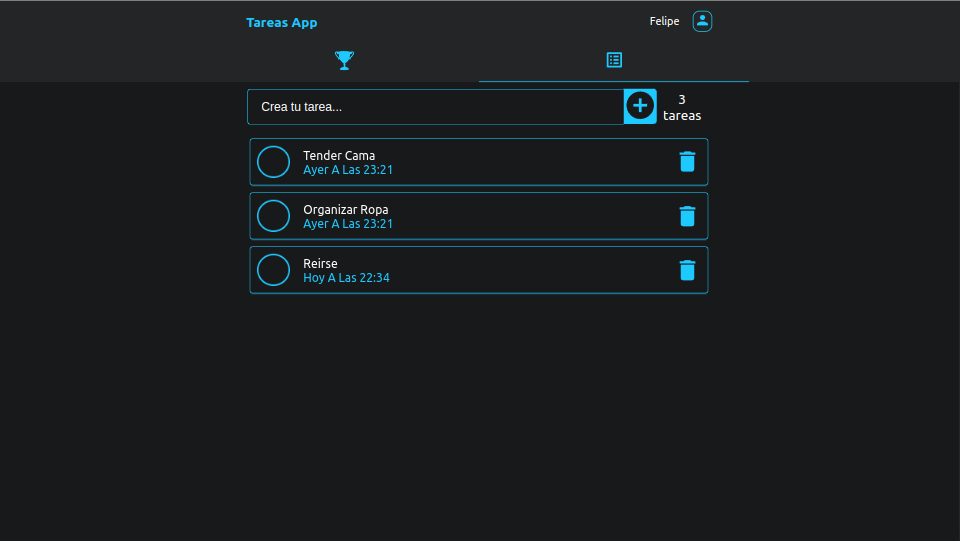 Tareas App
Felipe
Crea tu tarea...
3
tareas
Tender Cama
Ayer A Las 23:21
Organizar Ropa
Ayer A Las 23:21
Reirse
Hoy A Las 22:34